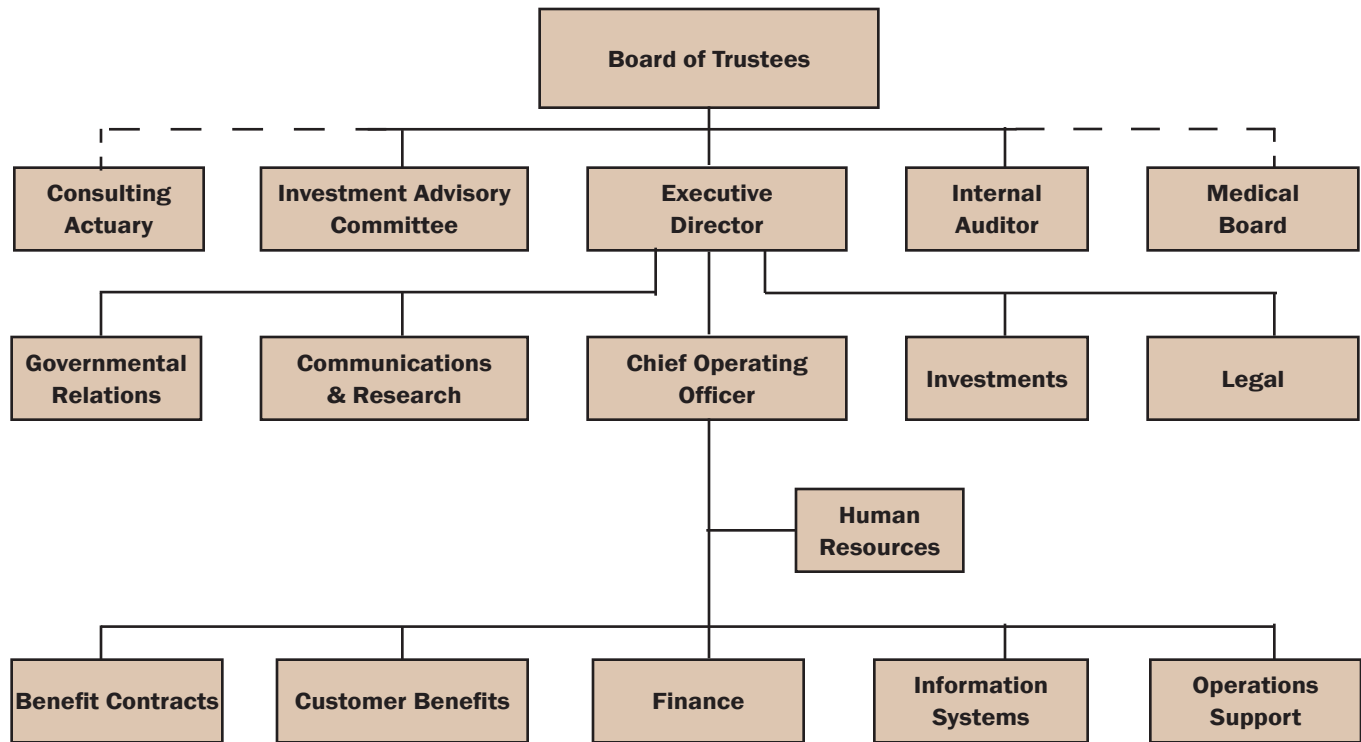 Board of Trustees
Consulting
Actuary
Investment Advisory
Committee
Executive
Director
Internal
Auditor
Medical
Board
Governmental
Relations
Communications
& Research
Chief Operating
Officer
Investments
Legal
Human
Resources
Benefit Contracts
Customer Benefits
Finance
Information
Systems
Operations
Support